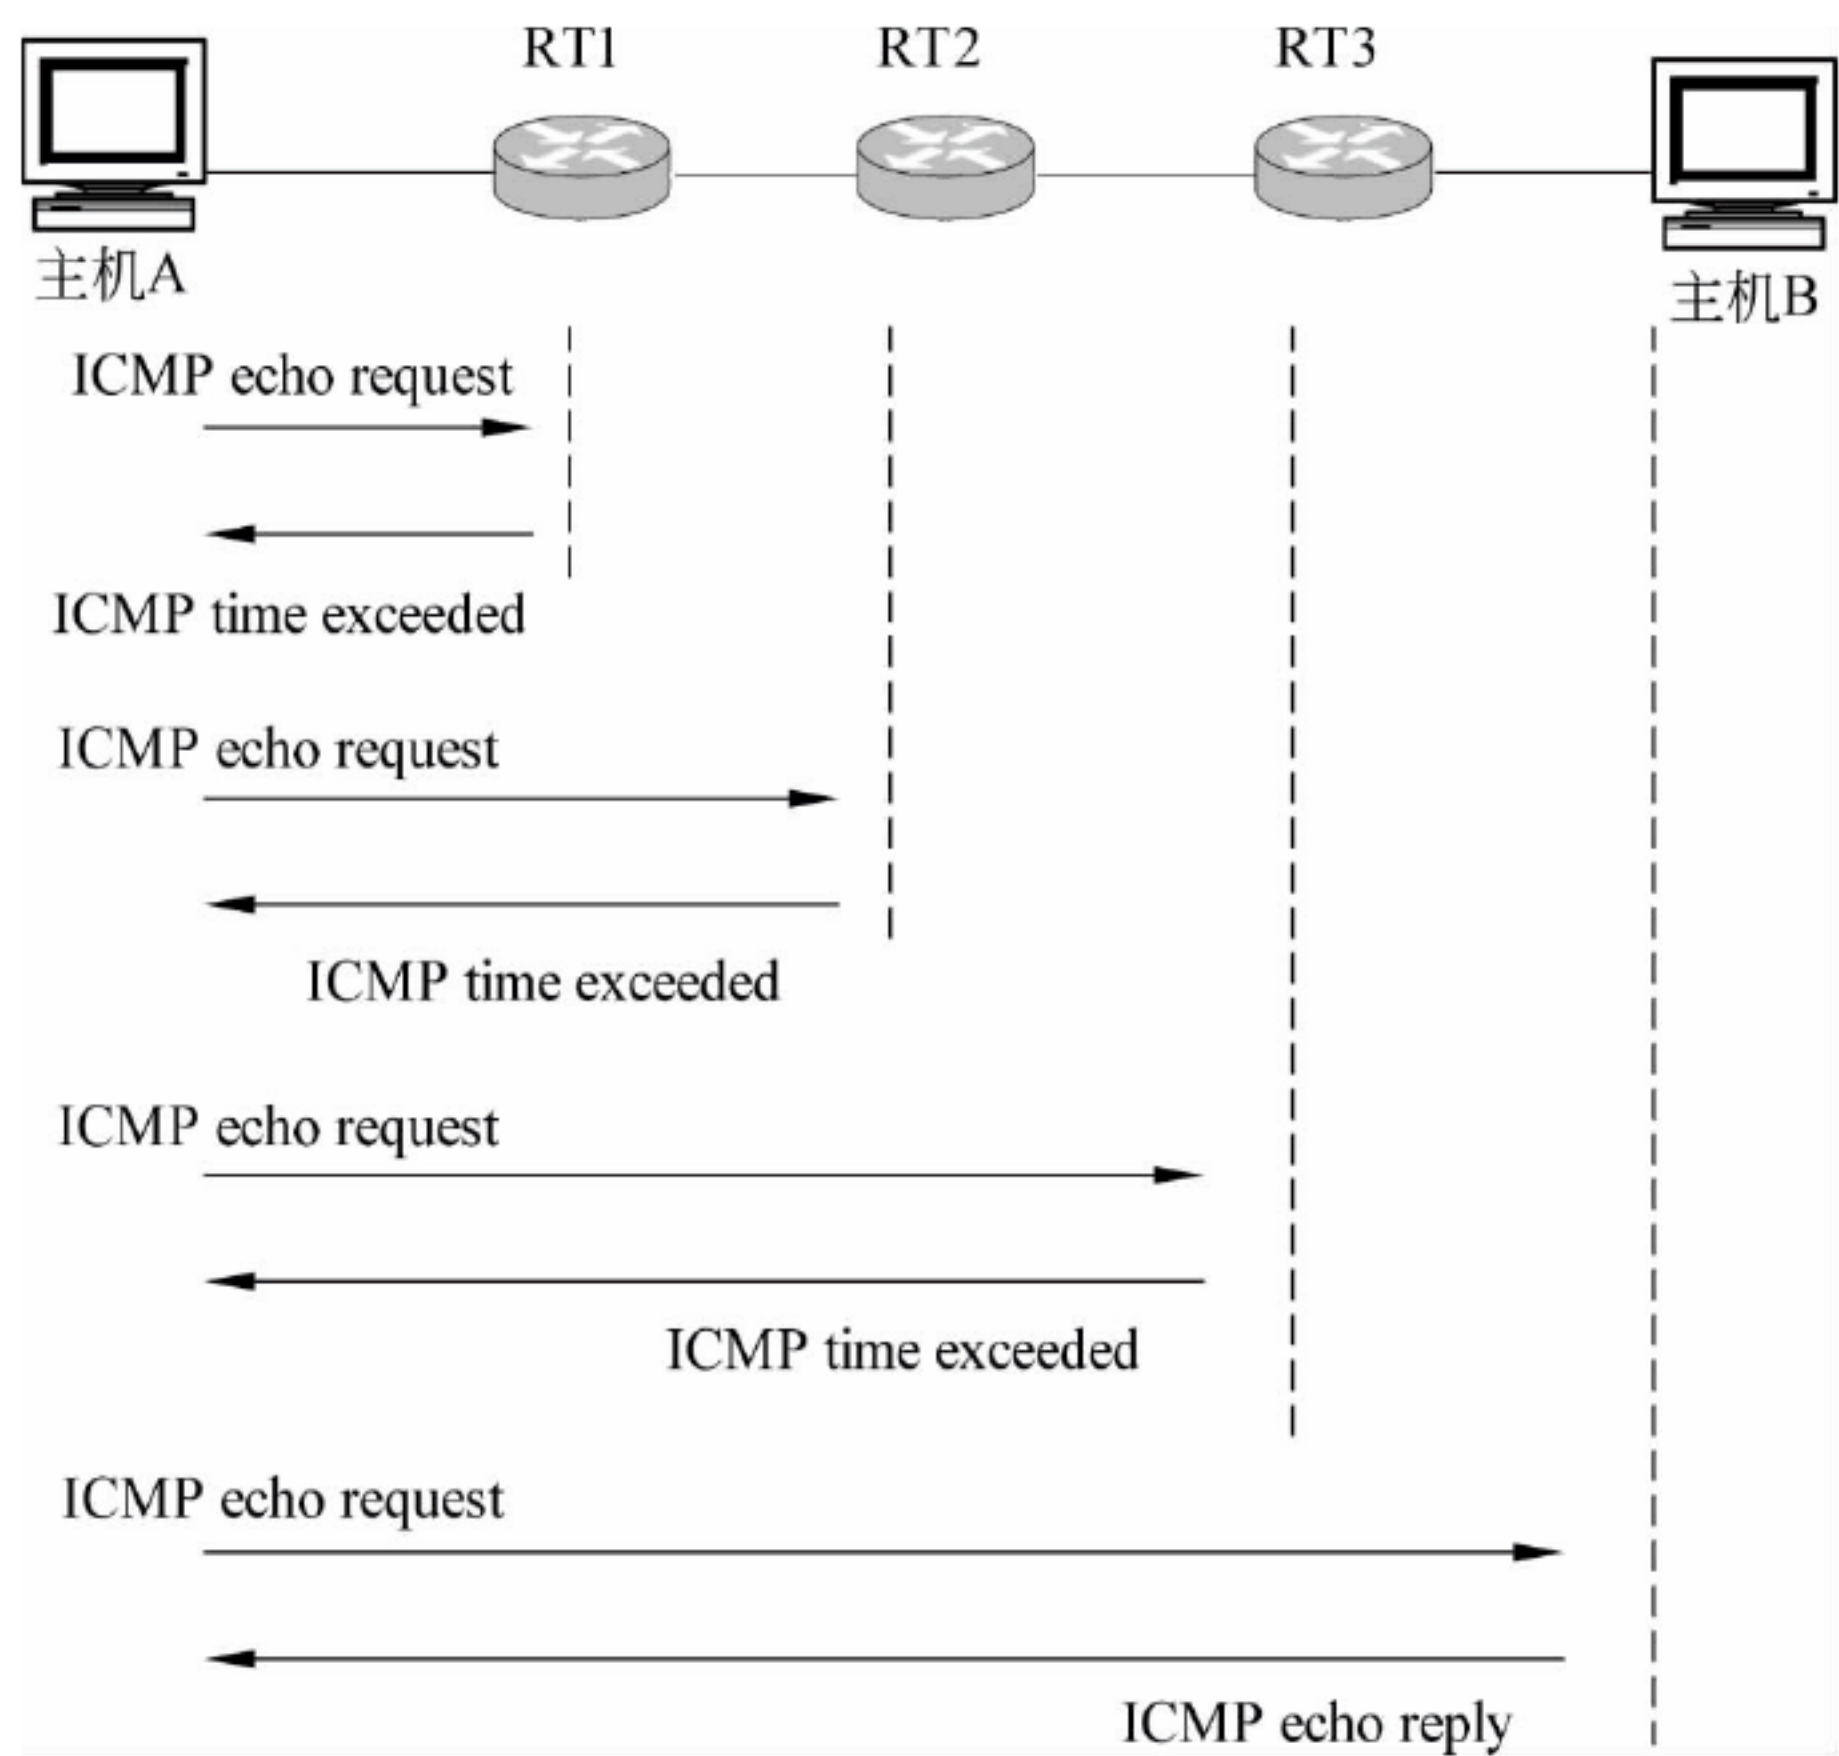 RT1
RT2
RT3
主机A
主机B
ICMP echo request
ICMP time exceeded
ICMP echo request
ICMP time exceeded
ICMP echo request
ICMP time exceeded
ICMP echo request
ICMP echo reply